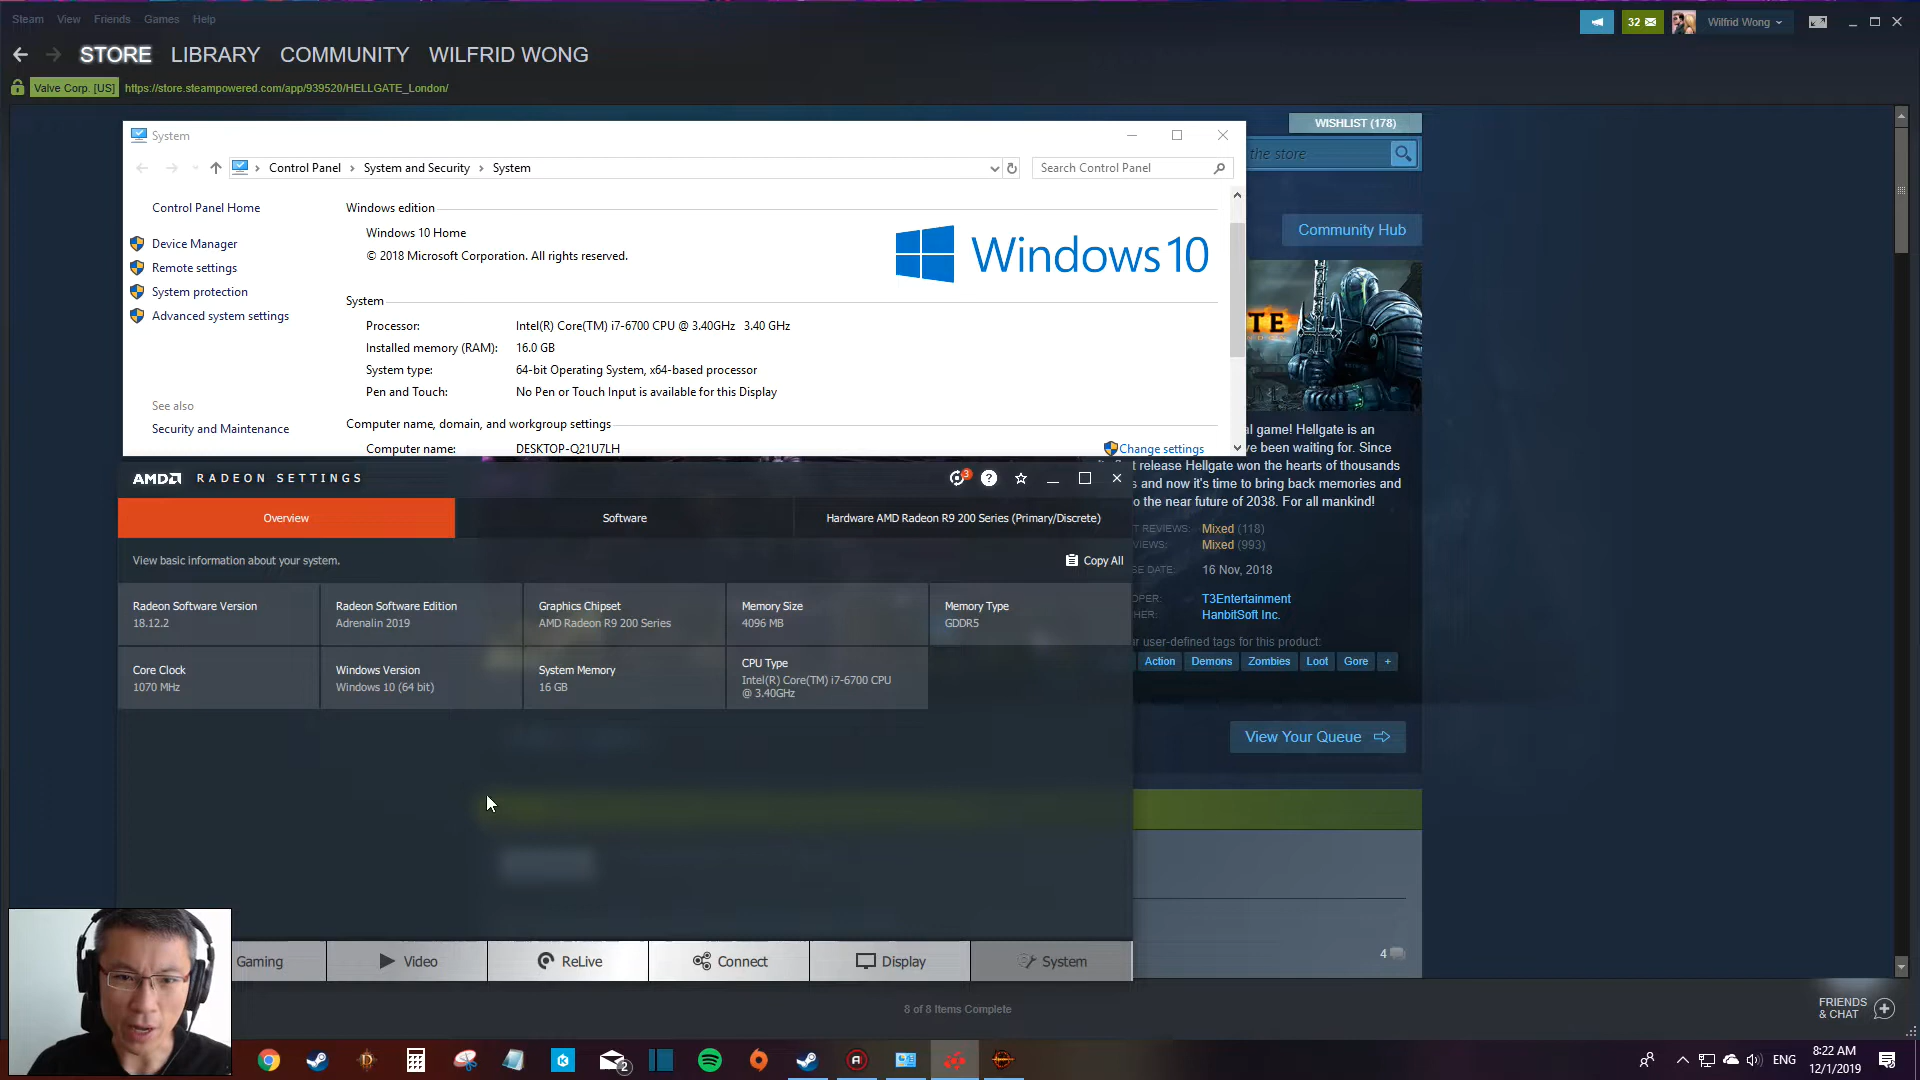 Steam View Friends Games Help
32 Wilfrid Wong
STORE LIBRARY COMMUNITY WILFRID WONG
Valve Corp. [US] https://store.steampowered.com/app/939520/HELLGATE_London/
WISHLIST (178)
the store
Community Hub
System
Control Panel > System and Security > System
Search Control Panel
Control Panel Home
Device Manager
Remote settings
System protection
Advanced system settings
See also
Security and Maintenance
Windows edition
Windows 10 Home
© 2018 Microsoft Corporation. All rights reserved.
Windows 10
System
Processor: Intel(R) Core(TM) i7-6700 CPU @ 3.40GHz 3.40 GHz
Installed memory (RAM): 16.0 GB
System type: 64-bit Operating System, x64-based processor
Pen and Touch: No Pen or Touch Input is available for this Display
Computer name, domain, and workgroup settings
Computer name: DESKTOP-Q21U7LH
Change settings
TE
al game! Hellgate is an
ve been waiting for. Since
t release Hellgate won the hearts of thousands
s and now it's time to bring back memories and
o the near future of 2038. For all mankind!
T REVIEWS: Mixed (118)
VIEWS: Mixed (993)
SE DATE: 16 Nov, 2018
OPER: T3Entertainment
HER: HanbitSoft Inc.
r user-defined tags for this product:
Action Demons Zombies Loot Gore +
View Your Queue
4
AMD RADEON SETTINGS
3
Overview Software Hardware AMD Radeon R9 200 Series (Primary/Discrete)
View basic information about your system.
Copy All
Radeon Software Version
18.12.2
Radeon Software Edition
Adrenalin 2019
Graphics Chipset
AMD Radeon R9 200 Series
Memory Size
4096 MB
Memory Type
GDDR5
Core Clock
1070 MHz
Windows Version
Windows 10 (64 bit)
System Memory
16 GB
CPU Type
Intel(R) Core(TM) i7-6700 CPU
@ 3.40GHz
Gaming Video ReLive Connect Display System
8 of 8 Items Complete
FRIENDS
& CHAT
2
ENG
8:22 AM
12/1/2019